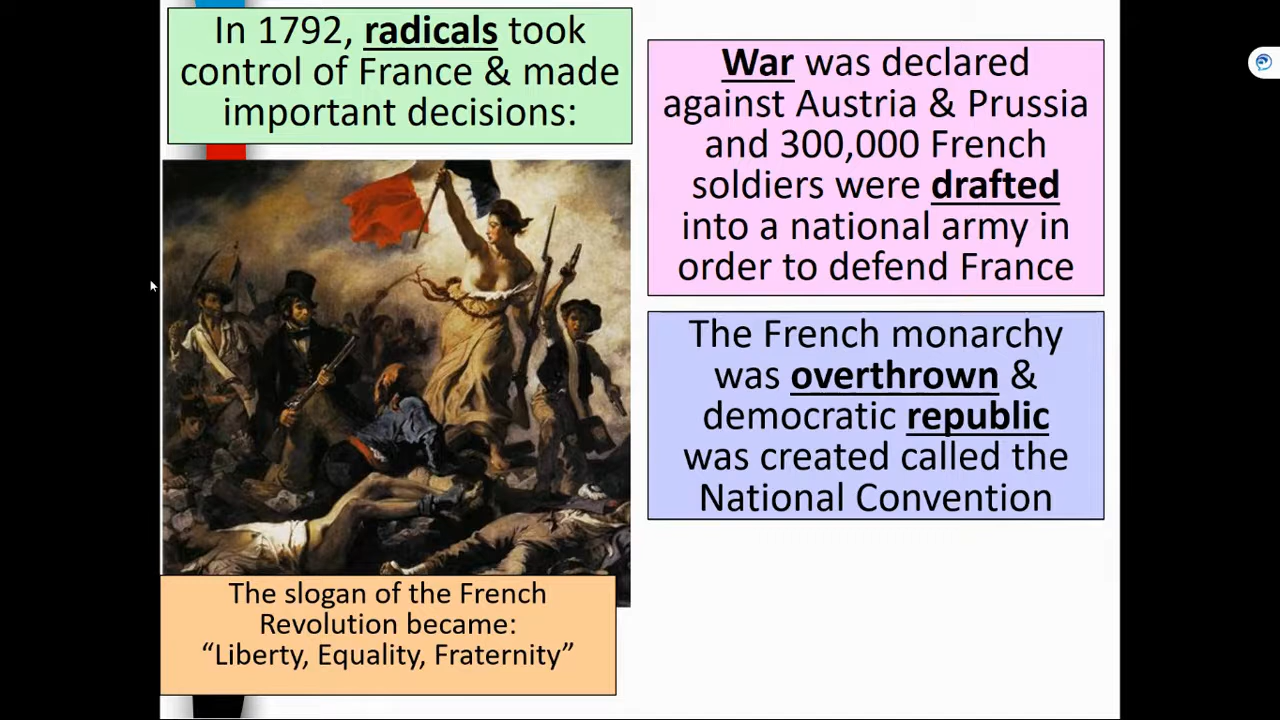 In 1792, radicals took
control of France & made
important decisions:
War was declared
against Austria & Prussia
and 300,000 French
soldiers were drafted
into a national army in
order to defend France
The French monarchy
was overthrown &
democratic republic
was created called the
National Convention
The slogan of the French
Revolution became:
“Liberty, Equality, Fraternity”